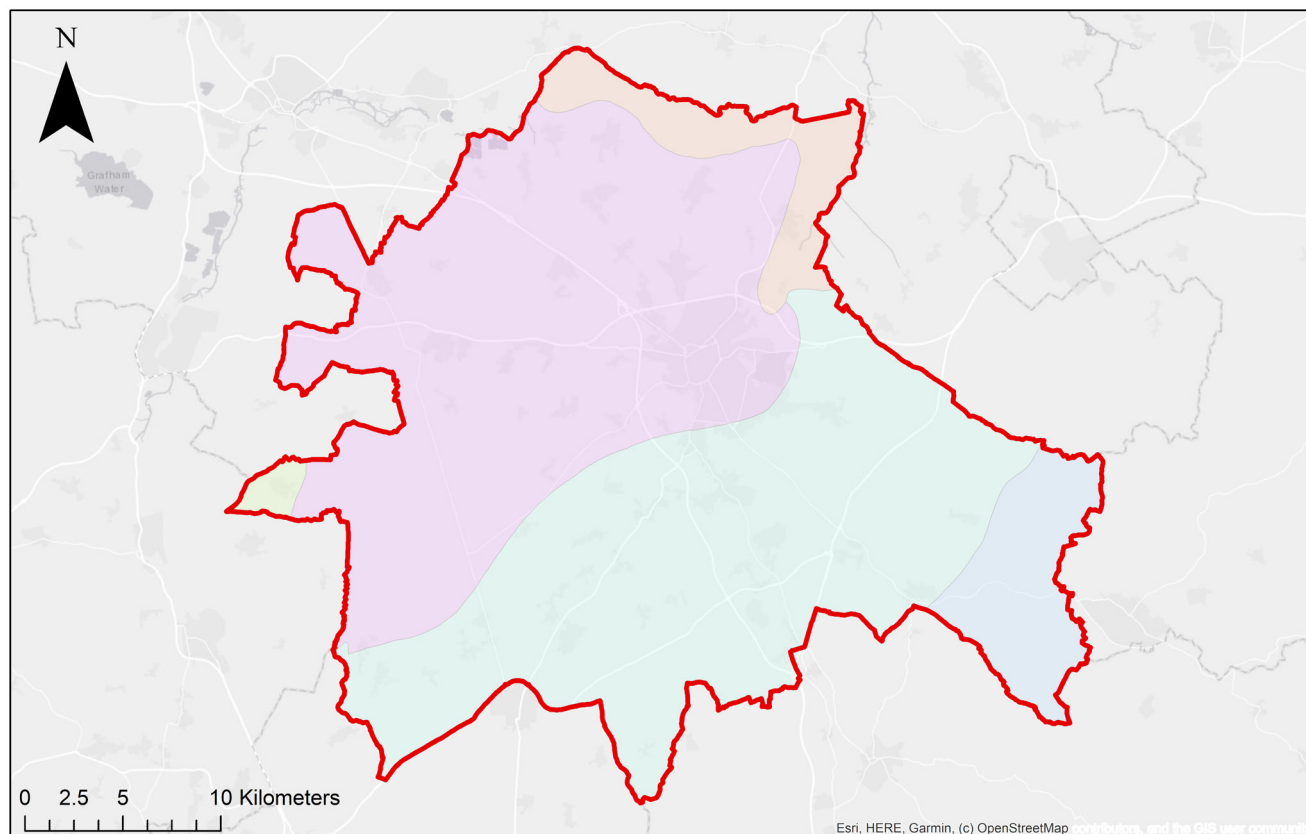 N
Grafham
Water
0 2.5 5 10 Kilometers
Esri, HERE, Garmin, (c) OpenStreetMap contributors, and the GIS user community